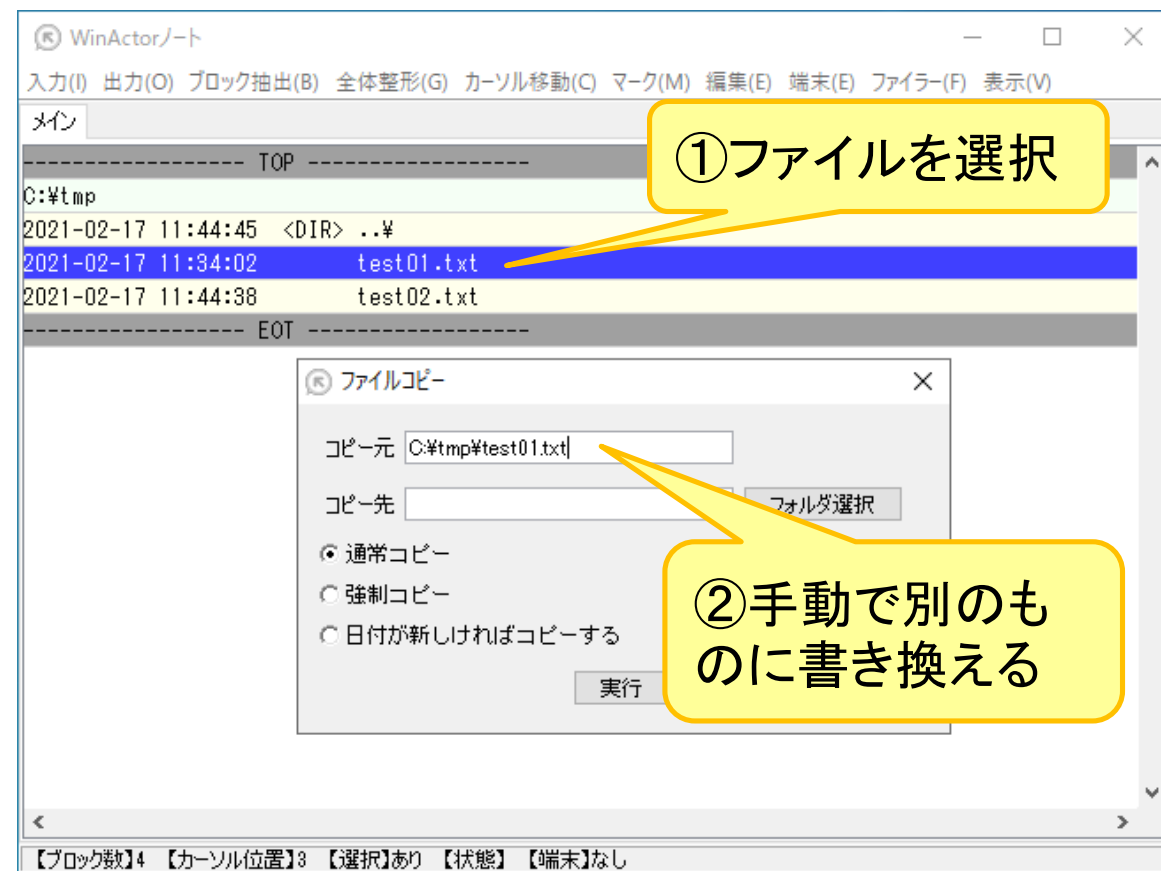 WinActorノート
入力(I) 出力(O) ブロック抽出(B) 全体整形(G) カーソル移動(C) マーク(M) 編集(E) 端末(E) ファイラー(F) 表示(V)
メイン
①ファイルを選択
------------------ TOP ------------------
C:¥tmp
2021-02-17 11:44:45 <DIR> ..¥
2021-02-17 11:34:02 test01.txt
2021-02-17 11:44:38 test02.txt
------------------ EOT ------------------
ファイルコピー
コピー元 C:¥tmp¥test01.txt
コピー先 フォルダ選択
通常コピー
強制コピー
日付が新しければコピーする
②手動で別のも
のに書き換える
実行
【ブロック数】4 【カーソル位置】3 【選択】あり 【状態】 【端末】なし